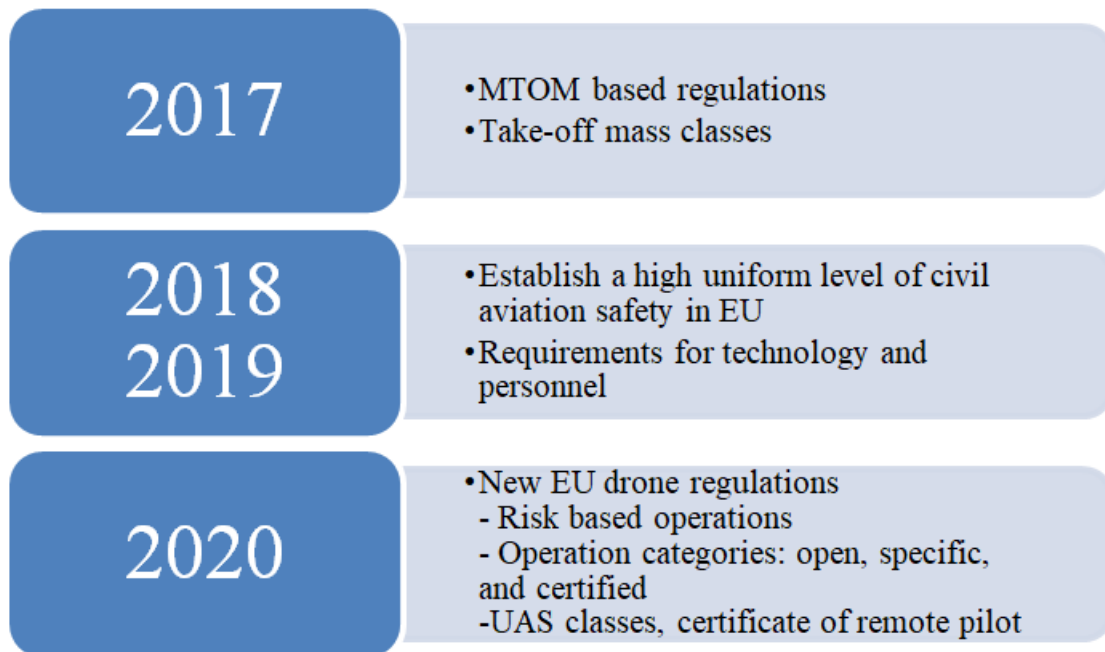 2017
•MTOM based regulations
•Take-off mass classes
2018
2019
•Establish a high uniform level of civil
aviation safety in EU
•Requirements for technology and
personnel
2020
•New EU drone regulations
- Risk based operations
- Operation categories: open, specific,
and certified
-UAS classes, certificate of remote pilot